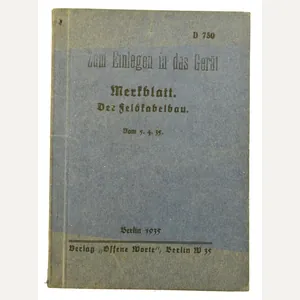 D 750
Zum Einlegen in das Gerät
Merkblatt.
Der Feldkabelbau.
Vom 7. 4. 35.
Berlin 1935
Verlag „Offene Worte“, Berlin W 35